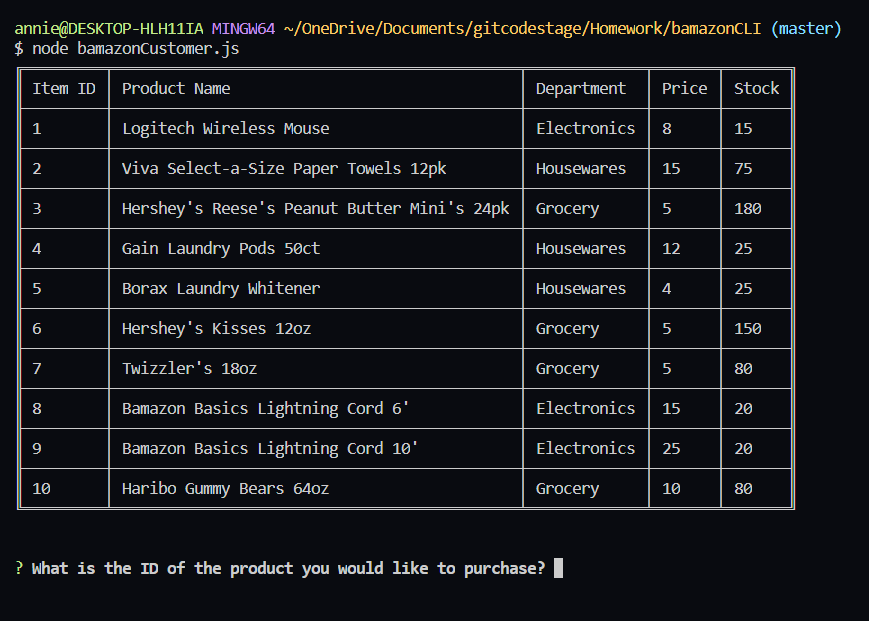 annie@DESKTOP-HLH11IA MINGW64 ~/OneDrive/Documents/gitcodestage/Homework/bamazonCLI (master)
$ node bamazonCustomer.js
Item ID Product Name Department Price Stock
1 Logitech Wireless Mouse Electronics 8 15
2 Viva Select-a-Size Paper Towels 12pk Housewares 15 75
3 Hershey's Reese's Peanut Butter Mini's 24pk Grocery 5 180
4 Gain Laundry Pods 50ct Housewares 12 25
5 Borax Laundry Whitener Housewares 4 25
6 Hershey's Kisses 12oz Grocery 5 150
7 Twizzler's 18oz Grocery 5 80
8 Bamazon Basics Lightning Cord 6' Electronics 15 20
9 Bamazon Basics Lightning Cord 10' Electronics 25 20
10 Haribo Gummy Bears 64oz Grocery 10 80
? What is the ID of the product you would like to purchase?